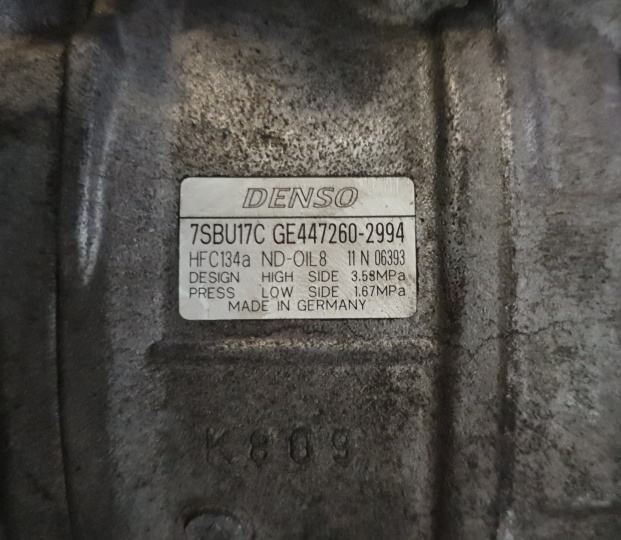 DENSO
7SBU17C GE447260-2994
HFC134a ND-OIL8 11 N 06393
DESIGN HIGH SIDE 3.58MPa
PRESS LOW SIDE 1.67MPa
MADE IN GERMANY
K809